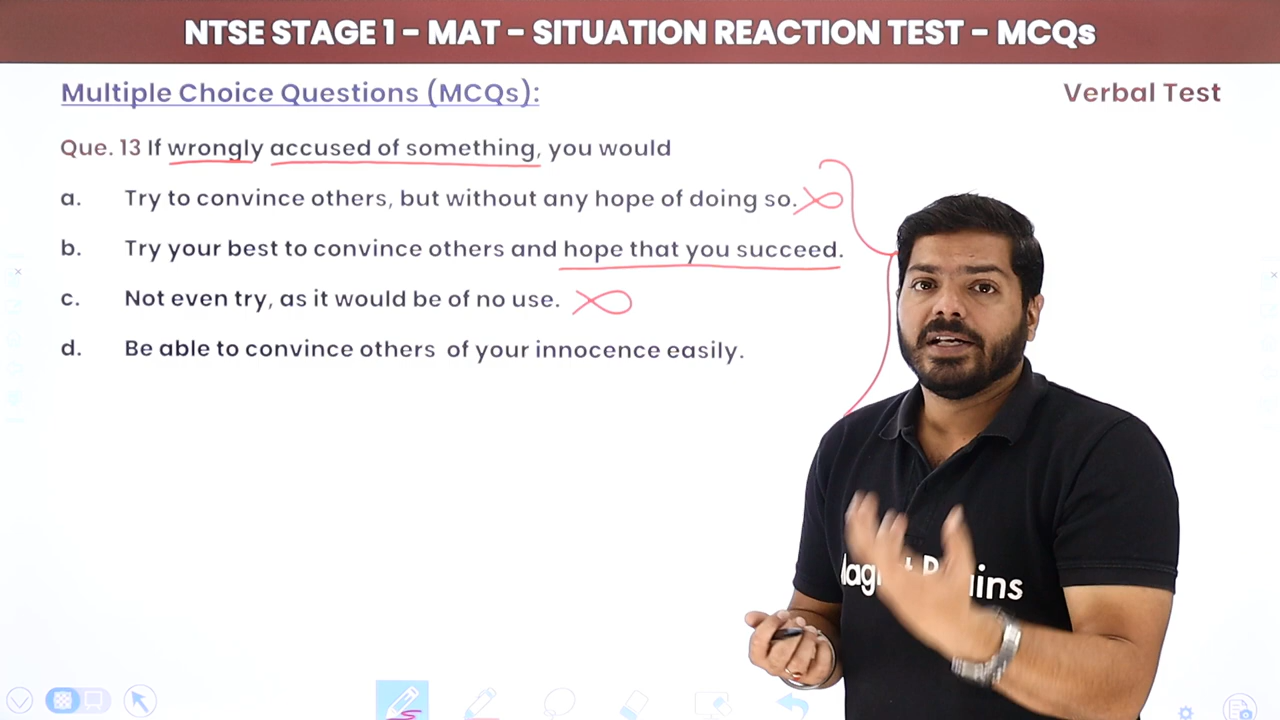 NTSE STAGE 1 – MAT – SITUATION REACTION TEST – MCQs
Multiple Choice Questions (MCQs):
Verbal Test
Que. 13 If wrongly accused of something, you would
a. Try to convince others, but without any hope of doing so.
b. Try your best to convince others and hope that you succeed.
c. Not even try, as it would be of no use.
d. Be able to convince others of your innocence easily.